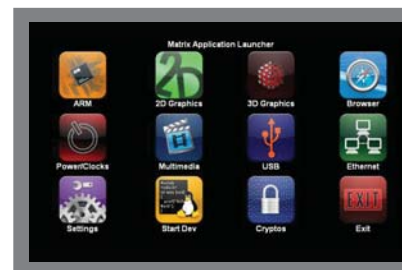 Matrix Application Launcher
2D
ARM
2D Graphics
3D Graphics
Browser
Power/Clocks
Multimedia
USB
Ethernet
EXIT
Settings
Start Dev
Cryptos
Exit